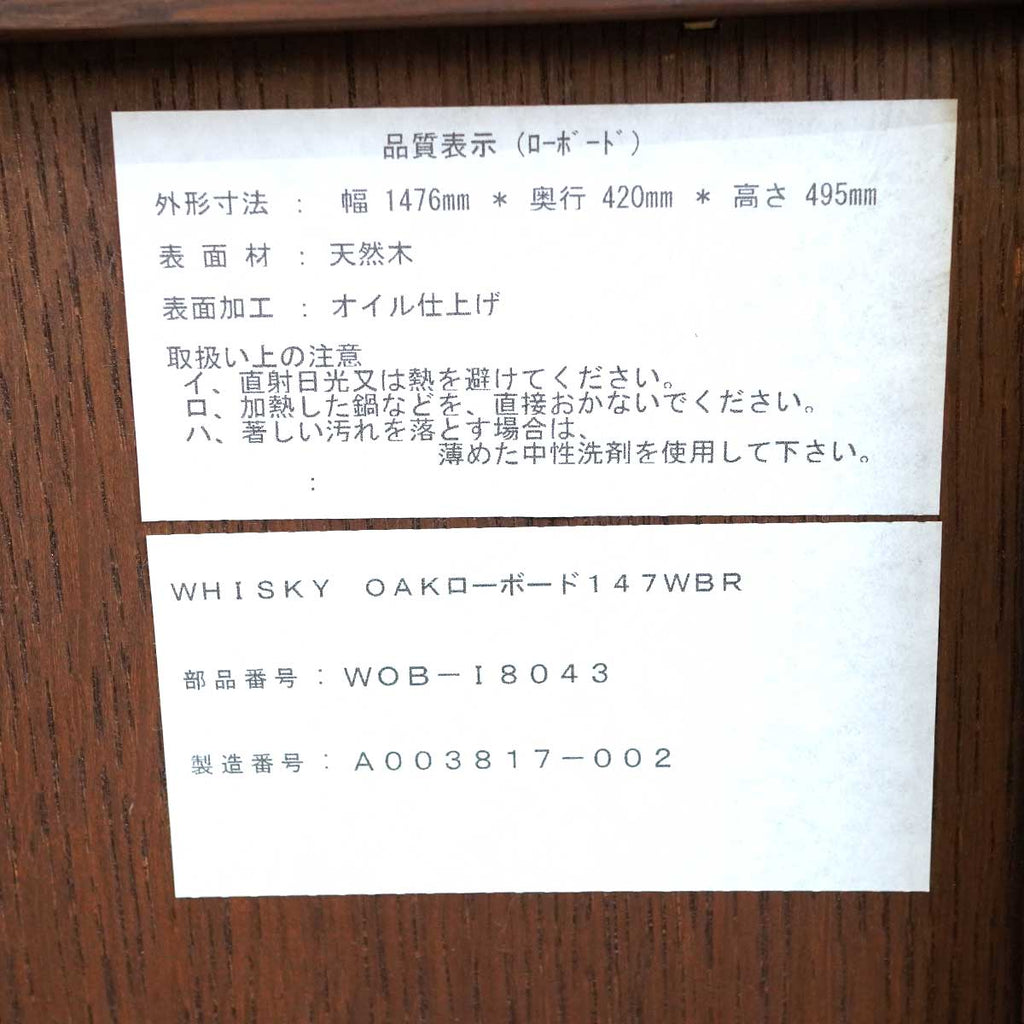 品質表示（ﾛｰﾎﾞｰﾄﾞ）
外形寸法 ： 幅 1476mm * 奥行 420mm * 高さ 495mm
表 面 材 ： 天然木
表面加工 ： オイル仕上げ
取扱い上の注意
イ、直射日光又は熱を避けてください。
ロ、加熱した鍋などを、直接おかないでください。
ハ、著しい汚れを落とす場合は、
薄めた中性洗剤を使用して下さい。
：
ＷＨＩＳＫＹ　ＯＡＫローボード１４７ＷＢＲ
部品番号：ＷＯＢ－Ｉ８０４３
製造番号：Ａ００３８１７－００２